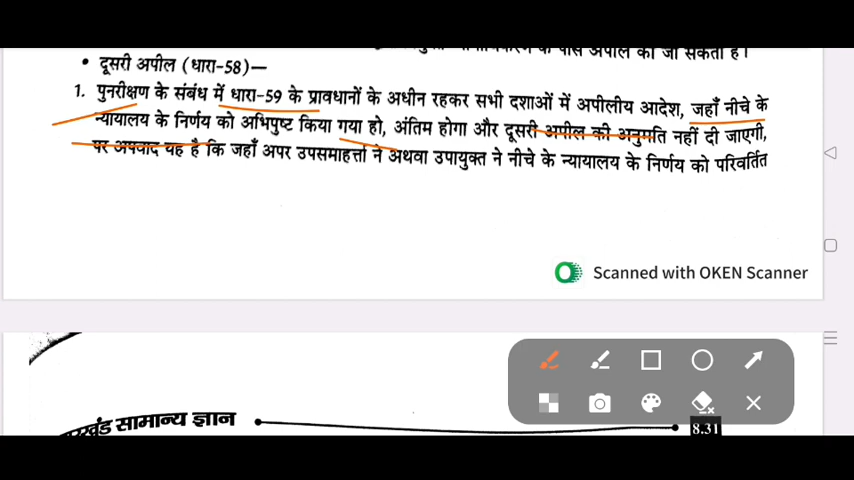 पास अपील की जा सकती है।
• दूसरी अपील (धारा-58)—
1. पुनरीक्षण के संबंध में धारा-59 के प्रावधानों के अधीन रहकर सभी दशाओं में अपीलीय आदेश, जहाँ नीचे के
न्यायालय के निर्णय को अभिपुष्ट किया गया हो, अंतिम होगा और दूसरी अपील की अनुमति नहीं दी जाएगी,
पर अपवाद यह है कि जहाँ अपर उपसमाहर्त्ता ने अथवा उपायुक्त ने नीचे के न्यायालय के निर्णय को परिवर्तित
Scanned with OKEN Scanner
सामान्य ज्ञान
8.31